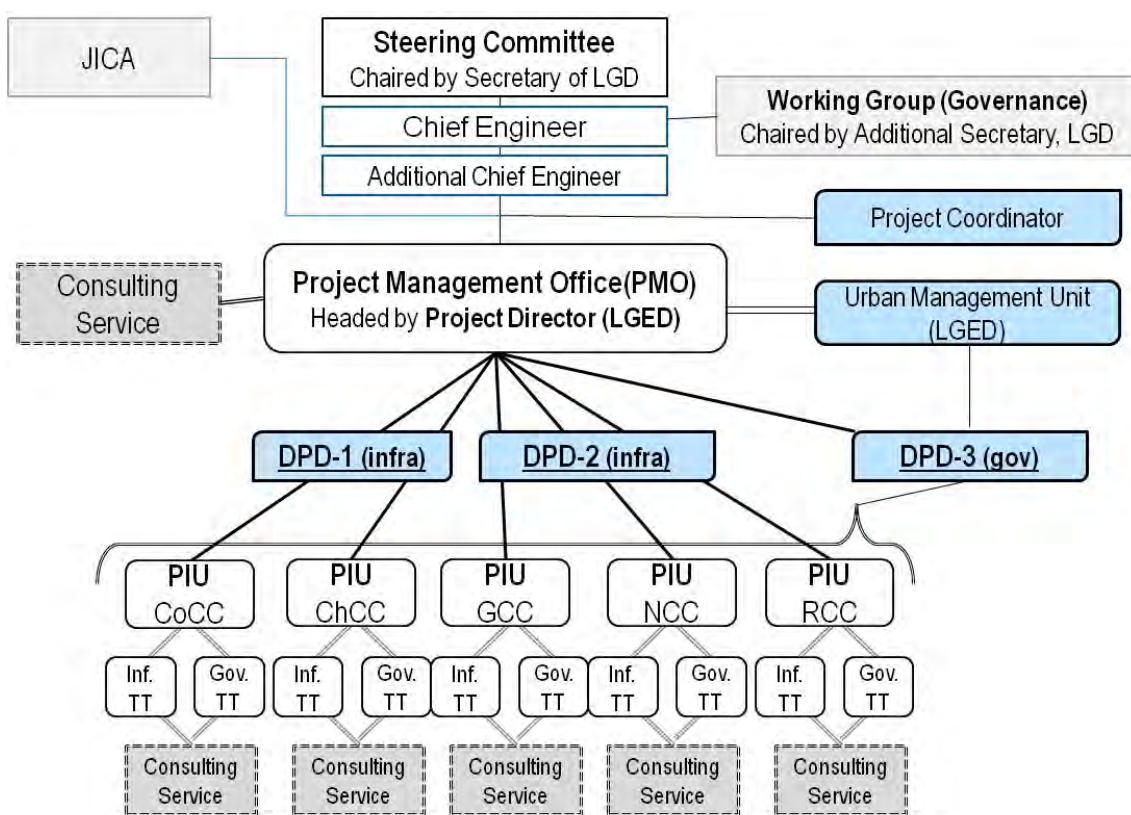 JICA
Steering Committee
Chaired by Secretary of LGD
Chief Engineer
Additional Chief Engineer
Working Group (Governance)
Chaired by Additional Secretary, LGD
Project Coordinator
Consulting
Service
Project Management Office(PMO)
Headed by Project Director (LGED)
Urban Management Unit
(LGED)
DPD-1 (infra)
DPD-2 (infra)
DPD-3 (gov)
PIU
CoCC
PIU
ChCC
PIU
GCC
PIU
NCC
PIU
RCC
Inf.
TT
Gov.
TT
Inf.
TT
Gov.
TT
Inf.
TT
Gov.
TT
Inf.
TT
Gov.
TT
Inf.
TT
Gov.
TT
Consulting
Service
Consulting
Service
Consulting
Service
Consulting
Service
Consulting
Service